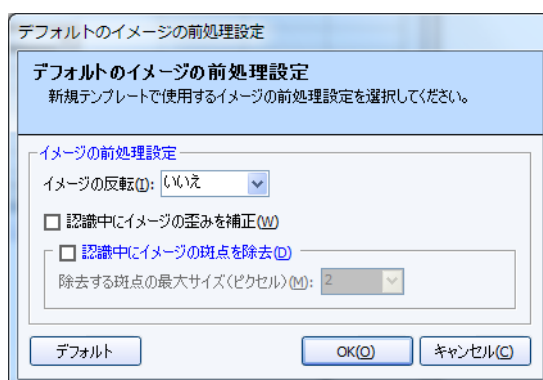 デフォルトのイメージの前処理設定
デフォルトのイメージの前処理設定
新規テンプレートで使用するイメージの前処理設定を選択してください。
イメージの前処理設定
イメージの反転(I): いいえ
認識中にイメージの歪みを補正(W)
認識中にイメージの斑点を除去(D)
除去する斑点の最大サイズ(ピクセル)(M): 2
デフォルト OK(O) キャンセル(C)